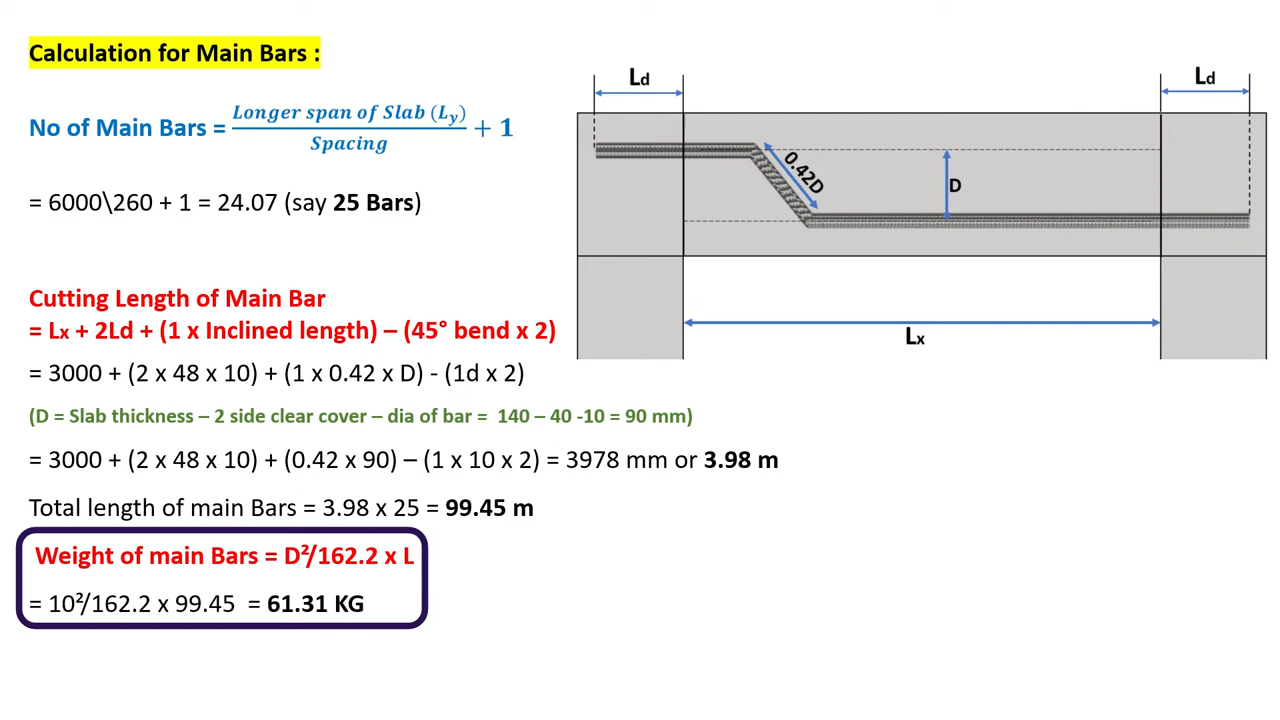 Calculation for Main Bars :
No of Main Bars = Longer span of Slab (Ly) / Spacing + 1
= 6000\260 + 1 = 24.07 (say 25 Bars)
Cutting Length of Main Bar
= Lx + 2Ld + (1 x Inclined length) – (45° bend x 2)
= 3000 + (2 x 48 x 10) + (1 x 0.42 x D) - (1d x 2)
(D = Slab thickness – 2 side clear cover – dia of bar = 140 – 40 -10 = 90 mm)
= 3000 + (2 x 48 x 10) + (0.42 x 90) – (1 x 10 x 2) = 3978 mm or 3.98 m
Total length of main Bars = 3.98 x 25 = 99.45 m
Weight of main Bars = D²/162.2 x L
= 10²/162.2 x 99.45 = 61.31 KG
Ld
Ld
0.42D
D
Lx